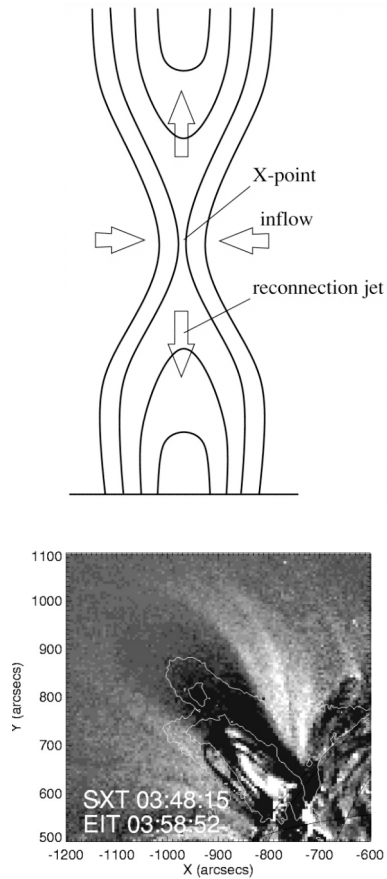 X-point
inflow
reconnection jet
1100
1000
900
800
700
600
500
Y (arcsecs)
SXT 03:48:15
EIT 03:58:52
-1200 -1100 -1000 -900 -800 -700 -600
X (arcsecs)